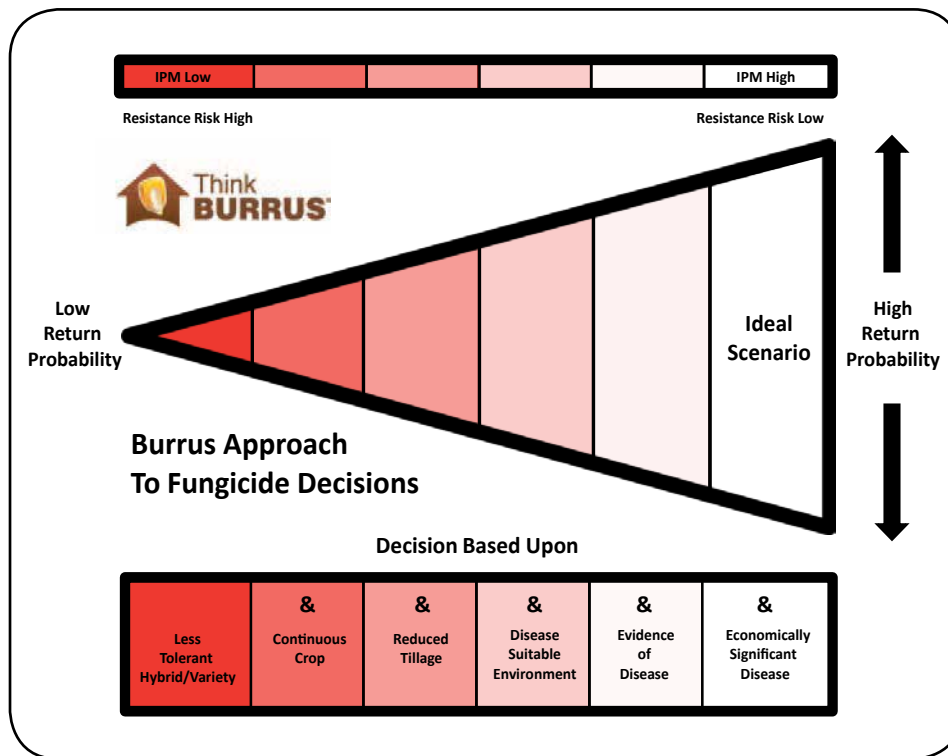 IPM Low
IPM High
Resistance Risk High
Resistance Risk Low
Think
BURRUS
Low
Return
Probability
Ideal
Scenario
High
Return
Probability
Burrus Approach
To Fungicide Decisions
Decision Based Upon
Less
Tolerant
Hybrid/Variety
&
Continuous
Crop
&
Reduced
Tillage
&
Disease
Suitable
Environment
&
Evidence
of
Disease
&
Economically
Significant
Disease